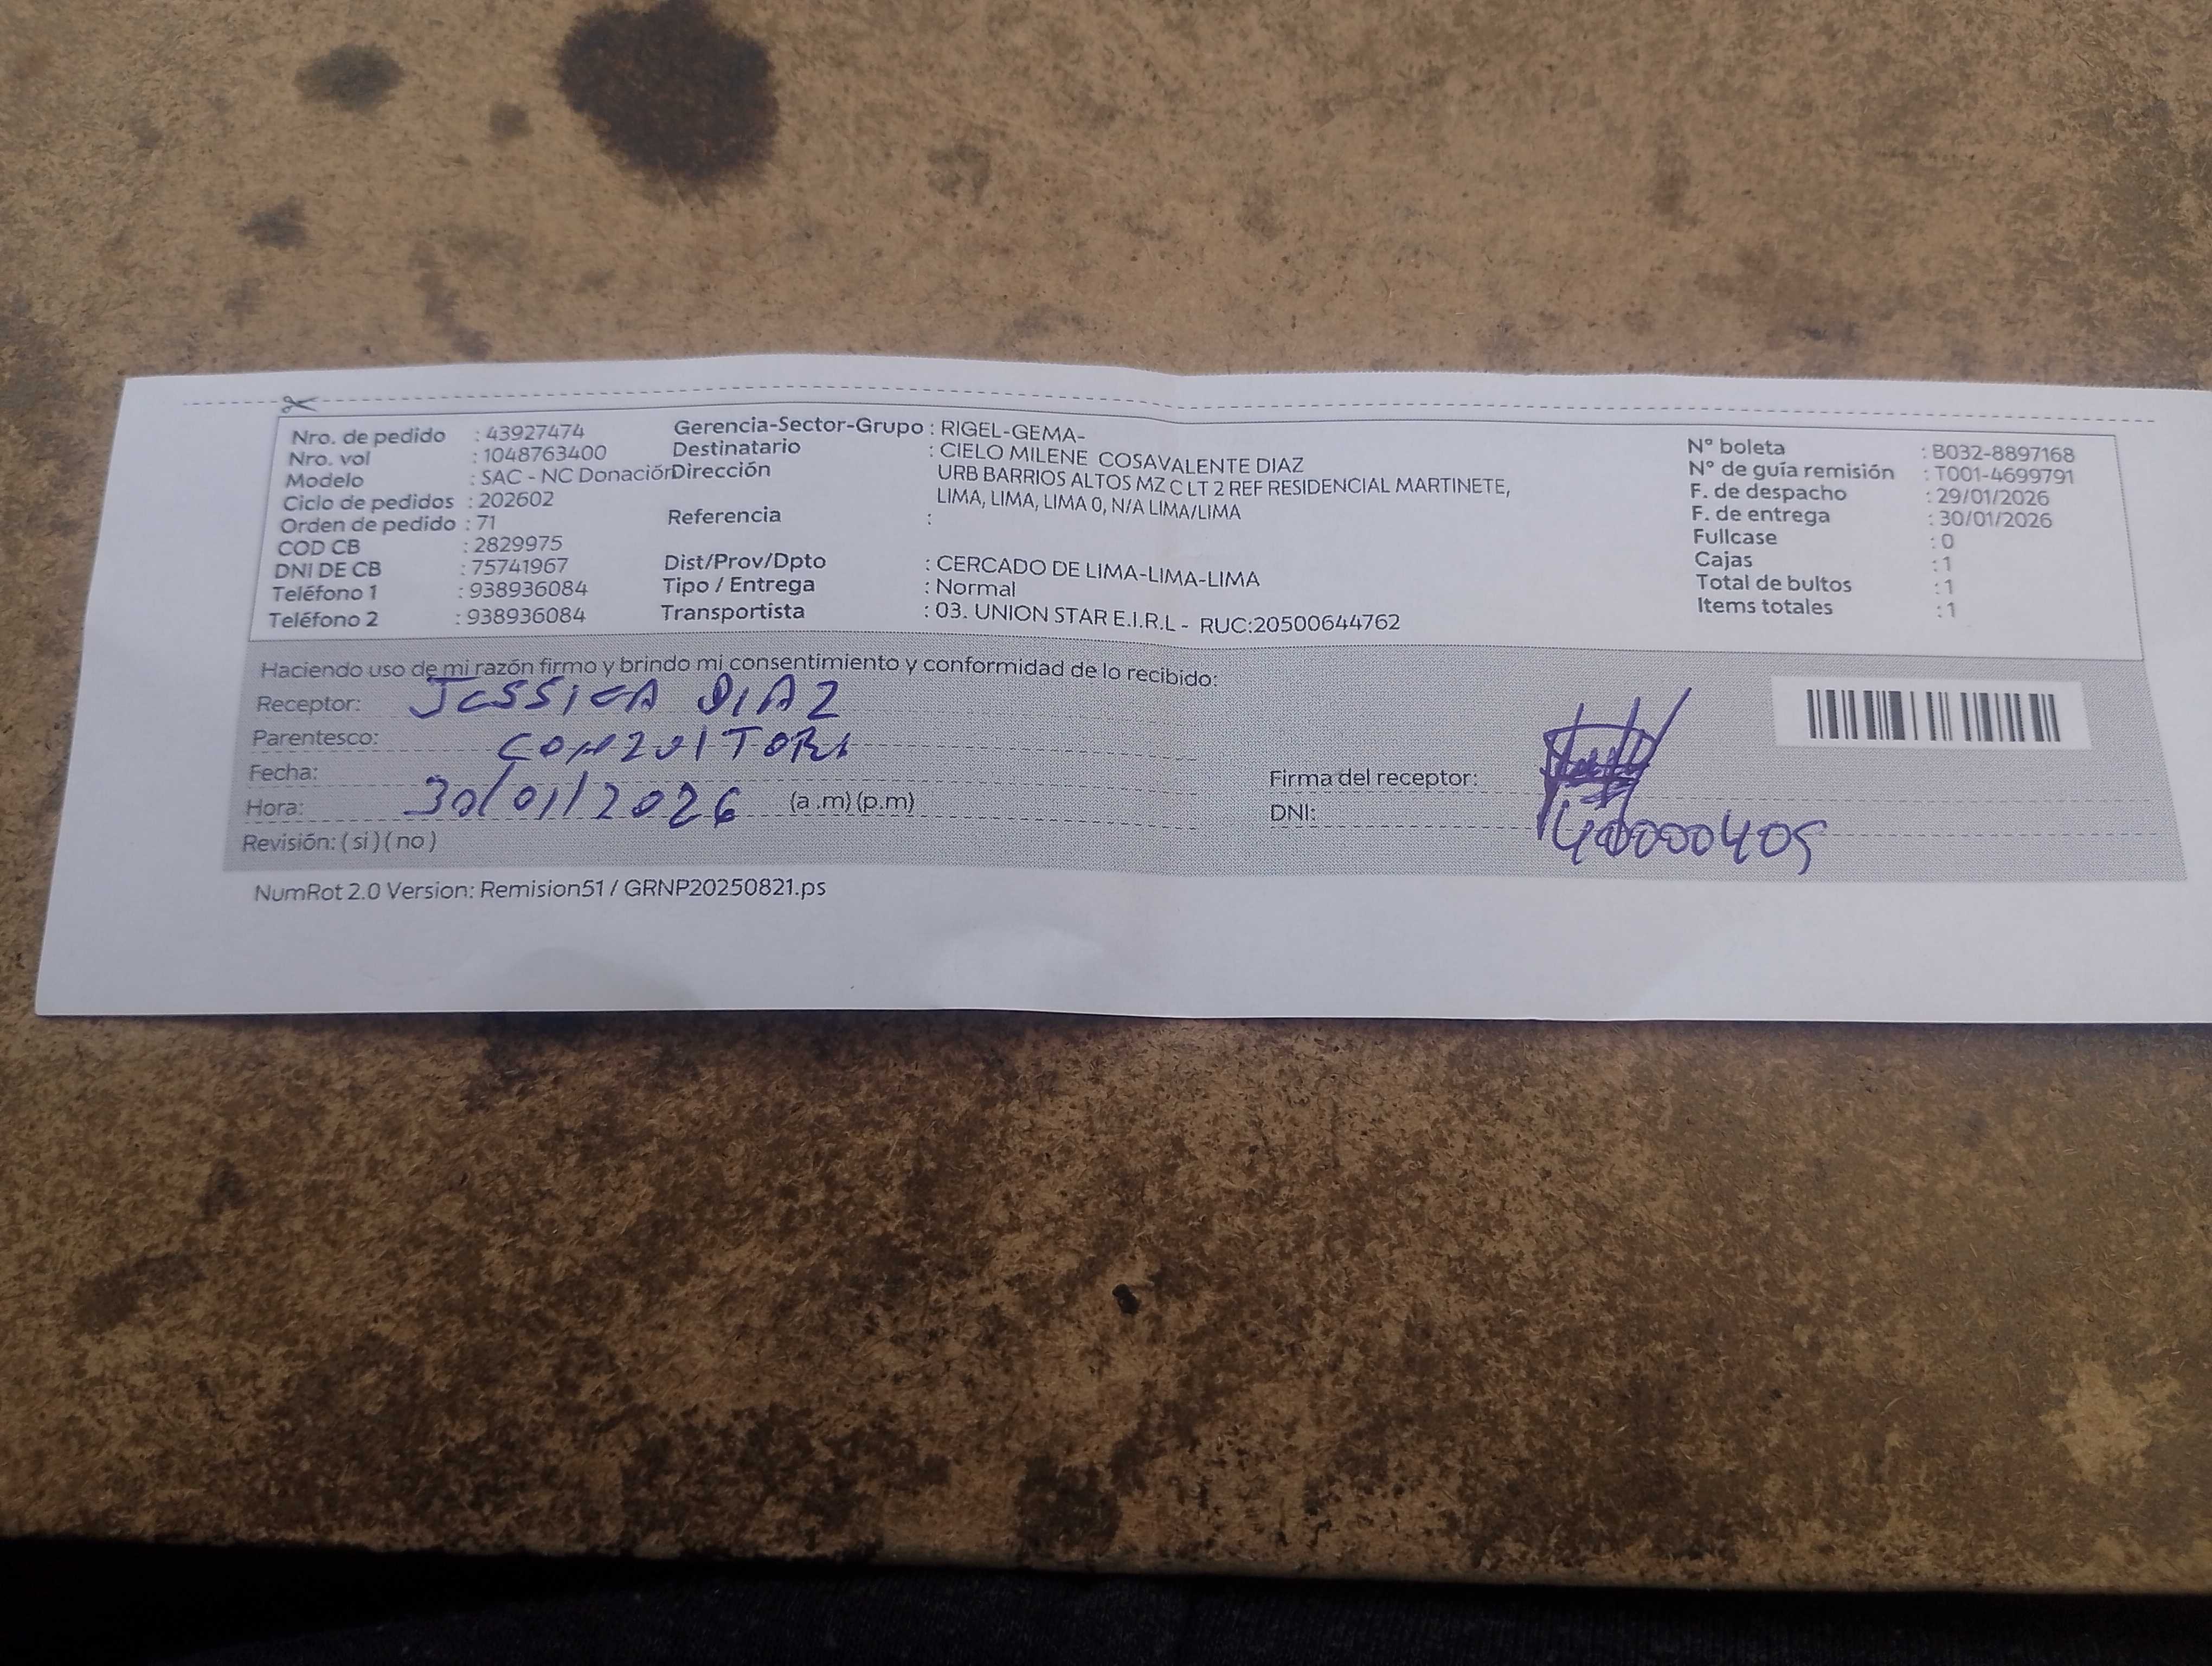 Nro. de pedido : 43927474
Nro. vol : 1048763400
Modelo : SAC - NC Donación
Ciclo de pedidos : 202602
Orden de pedido : 71
COD CB : 2829975
DNI DE CB : 75741967
Teléfono 1 : 938936084
Teléfono 2 : 938936084
Gerencia-Sector-Grupo : RIGEL-GEMA-
Destinatario : CIELO MILENE COSAVALENTE DIAZ
Dirección URB BARRIOS ALTOS MZ C LT 2 REF RESIDENCIAL MARTINETE,
LIMA, LIMA, LIMA 0, N/A LIMA/LIMA
Referencia :
Dist/Prov/Dpto : CERCADO DE LIMA-LIMA-LIMA
Tipo / Entrega : Normal
Transportista : 03. UNION STAR E.I.R.L - RUC:20500644762
N° boleta : B032-8897168
N° de guía remisión : T001-4699791
F. de despacho : 29/01/2026
F. de entrega : 30/01/2026
Fullcase : 0
Cajas : 1
Total de bultos : 1
Items totales : 1
Haciendo uso de mi razón firmo y brindo mi consentimiento y conformidad de lo recibido:
Receptor: JESSICA DIAZ
Parentesco:
Fecha:
Hora: 30/01/2026 (a .m) (p.m)
Revisión: ( si ) ( no )
Firma del receptor:
DNI:
NumRot 2.0 Version: Remision51 / GRNP20250821.ps